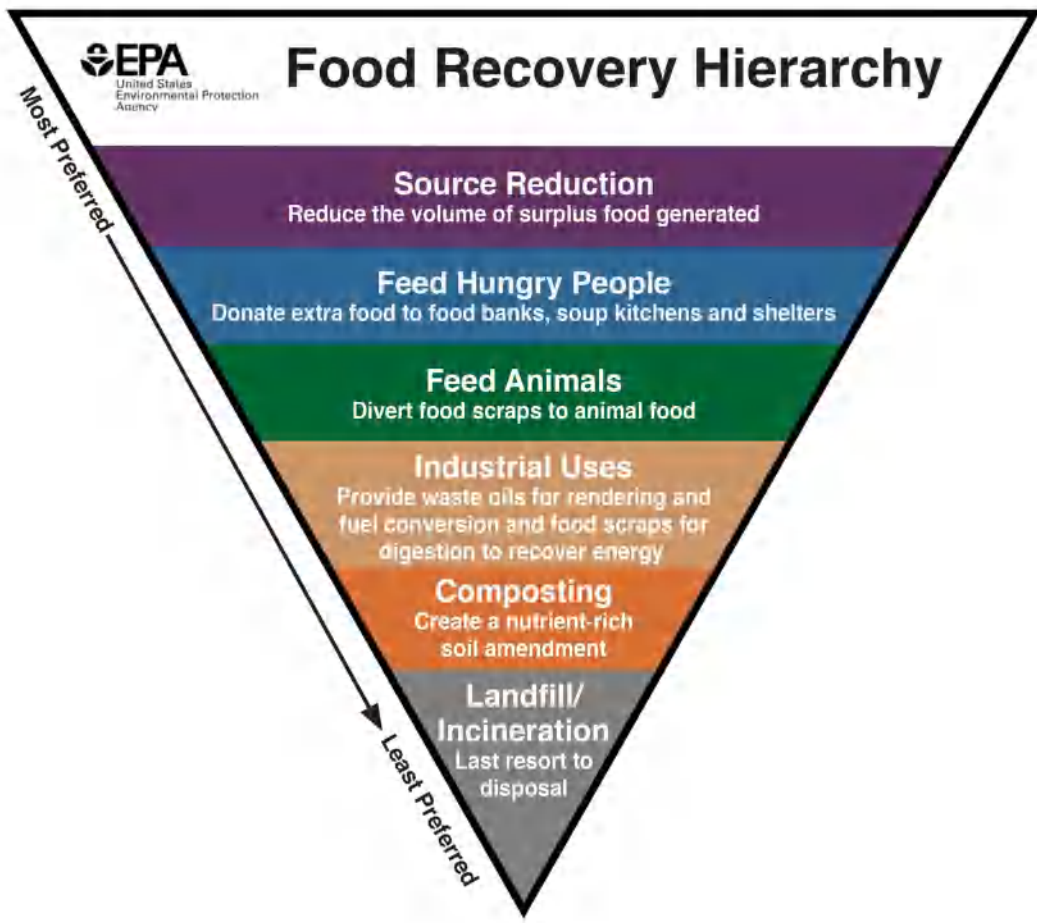 EPA
United States
Environmental Protection
Agency
Food Recovery Hierarchy
Most Preferred
Source Reduction
Reduce the volume of surplus food generated
Feed Hungry People
Donate extra food to food banks, soup kitchens and shelters
Feed Animals
Divert food scraps to animal food
Industrial Uses
Provide waste oils for rendering and
fuel conversion and food scraps for
digestion to recover energy
Composting
Create a nutrient-rich
soil amendment
Landfill/
Incineration
Last resort to
disposal
Least Preferred